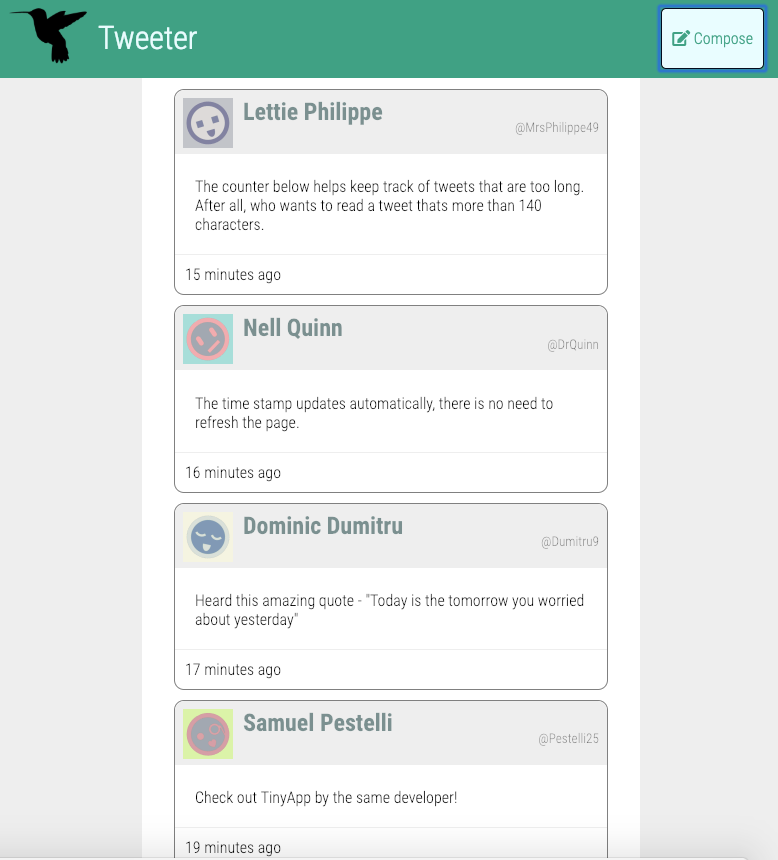 Tweeter
Compose
Lettie Philippe
@MrsPhilippe49
The counter below helps keep track of tweets that are too long.
After all, who wants to read a tweet thats more than 140
characters.
15 minutes ago
Nell Quinn
@DrQuinn
The time stamp updates automatically, there is no need to
refresh the page.
16 minutes ago
Dominic Dumitru
@Dumitru9
Heard this amazing quote - "Today is the tomorrow you worried
about yesterday"
17 minutes ago
Samuel Pestelli
@Pestelli25
Check out TinyApp by the same developer!
19 minutes ago